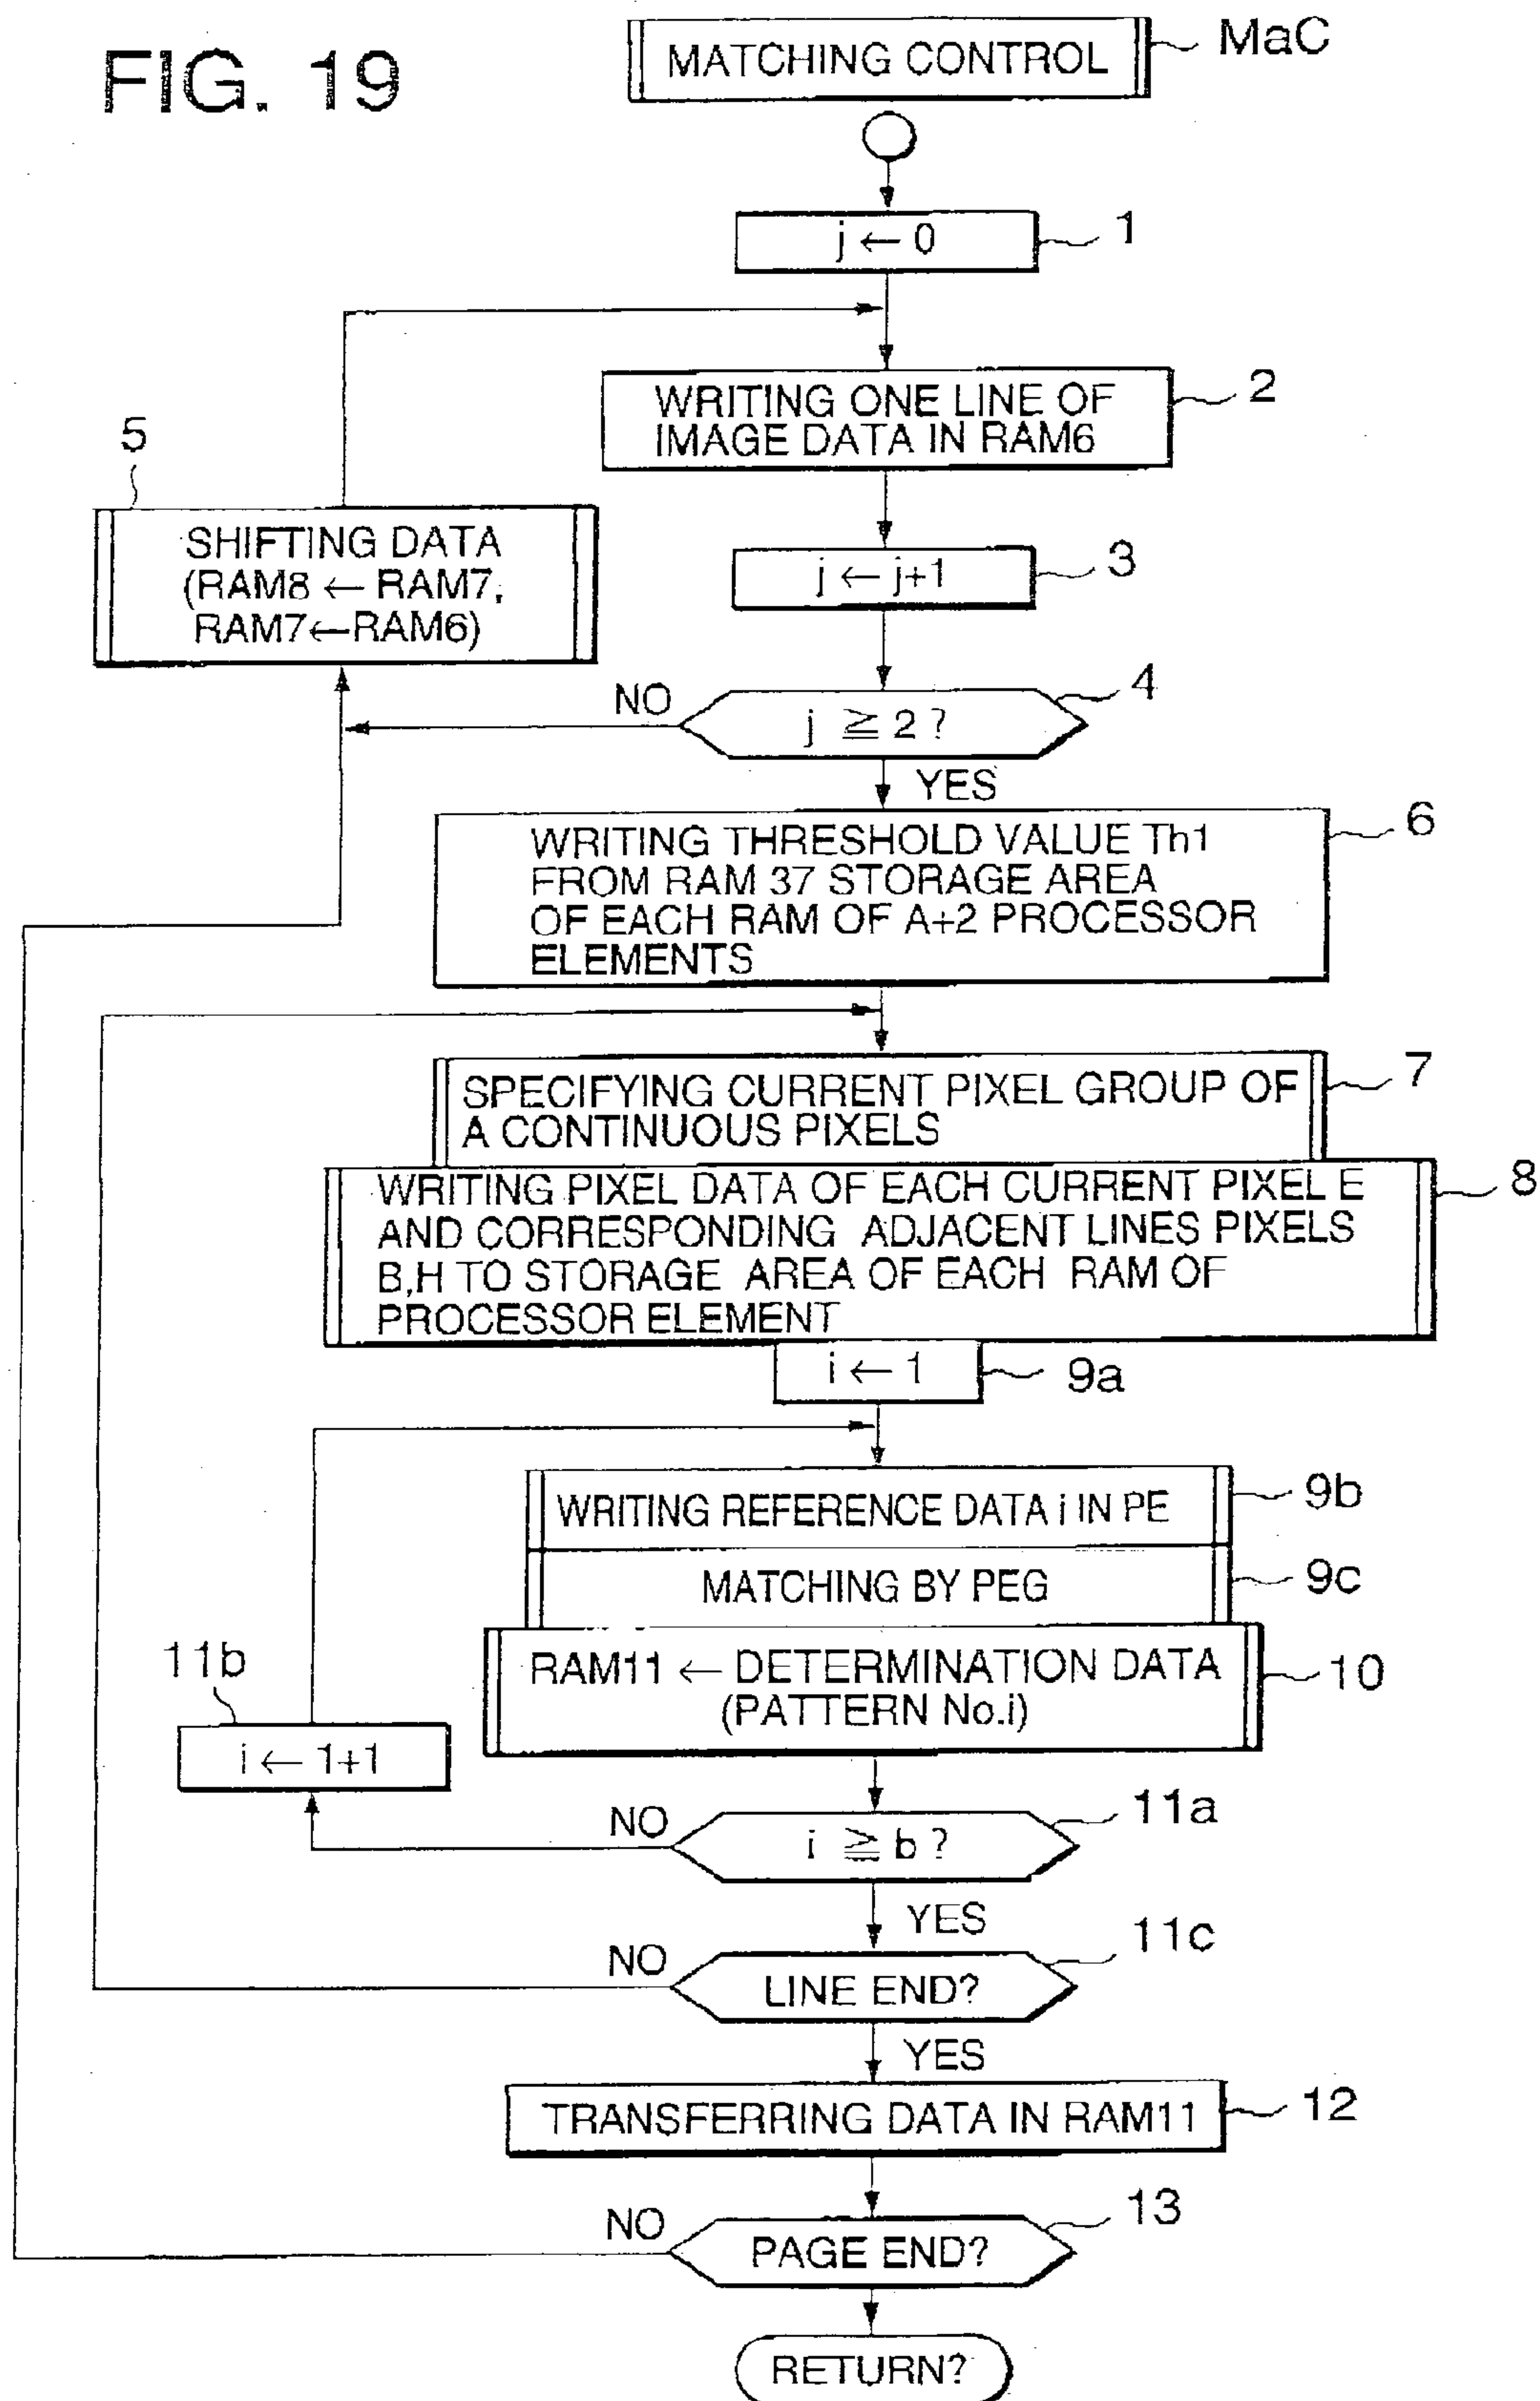 FIG. 19
MATCHING CONTROL
MaC
j ← 0
1
WRITING ONE LINE OF
IMAGE DATA IN RAM6
2
5
SHIFTING DATA
(RAM8 ← RAM7,
RAM7←RAM6)
j ← j+1
3
NO
j ≧ 2 ?
4
YES
WRITING THRESHOLD VALUE Th1
FROM RAM 37 STORAGE AREA
OF EACH RAM OF A+2 PROCESSOR
ELEMENTS
6
SPECIFYING CURRENT PIXEL GROUP OF
A CONTINUOUS PIXELS
7
WRITING PIXEL DATA OF EACH CURRENT PIXEL E
AND CORRESPONDING ADJACENT LINES PIXELS
B,H TO STORAGE AREA OF EACH RAM OF
PROCESSOR ELEMENT
8
i ← 1
9a
WRITING REFERENCE DATA i IN PE
9b
MATCHING BY PEG
9c
RAM11 ← DETERMINATION DATA
(PATTERN No.i)
10
11b
i ← 1+1
NO
i ≧ b ?
11a
YES
NO
LINE END?
11c
YES
TRANSFERRING DATA IN RAM11
12
NO
PAGE END?
13
RETURN?